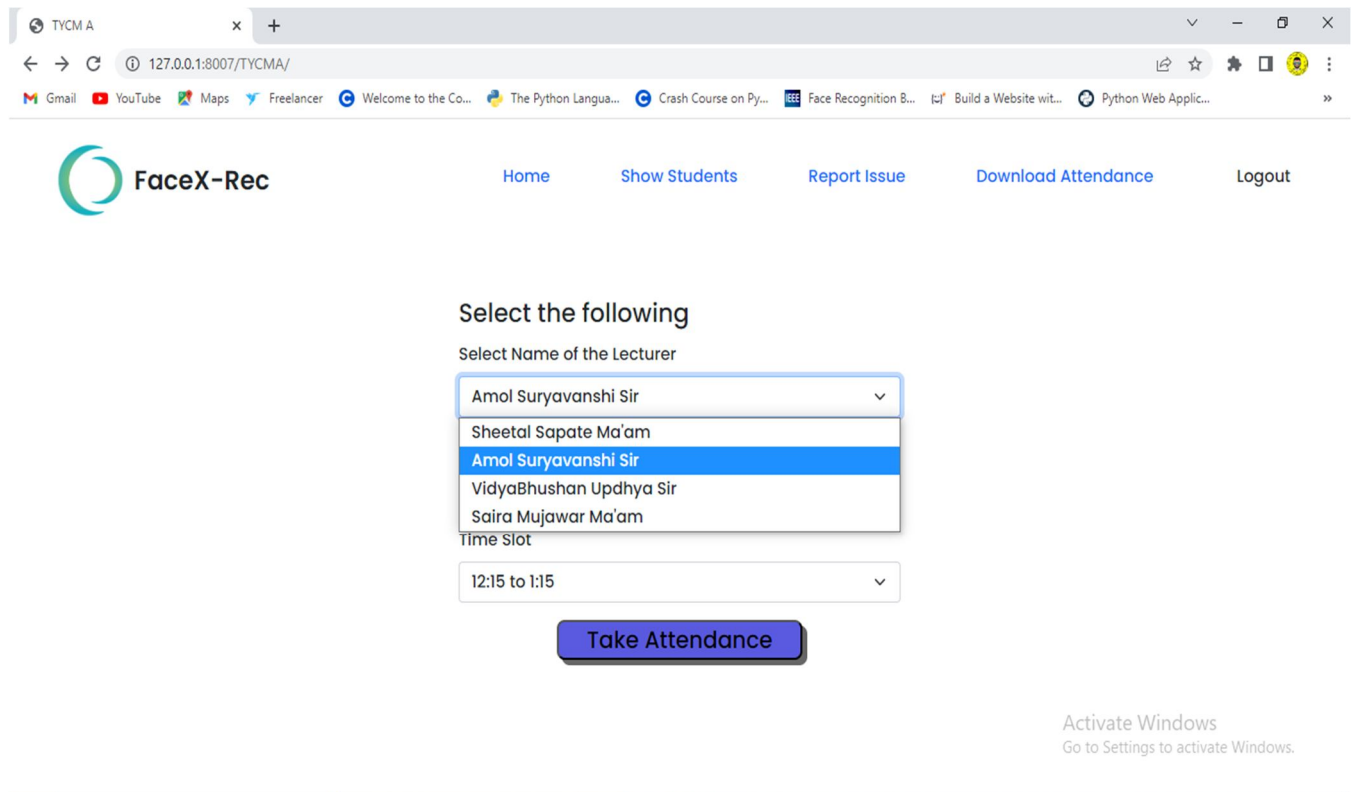 TYCM A
127.0.0.1:8007/TYCMA/
Gmail YouTube Maps Freelancer Welcome to the Co... The Python Langua... Crash Course on Py... IEEE Face Recognition B... Build a Website wit... Python Web Applic... »
FaceX-Rec Home Show Students Report Issue Download Attendance Logout
Select the following
Select Name of the Lecturer
Amol Suryavanshi Sir
Sheetal Sapate Ma'am
Amol Suryavanshi Sir
VidyaBhushan Updhya Sir
Saira Mujawar Ma'am
Time Slot
12:15 to 1:15
Take Attendance
Activate Windows
Go to Settings to activate Windows.